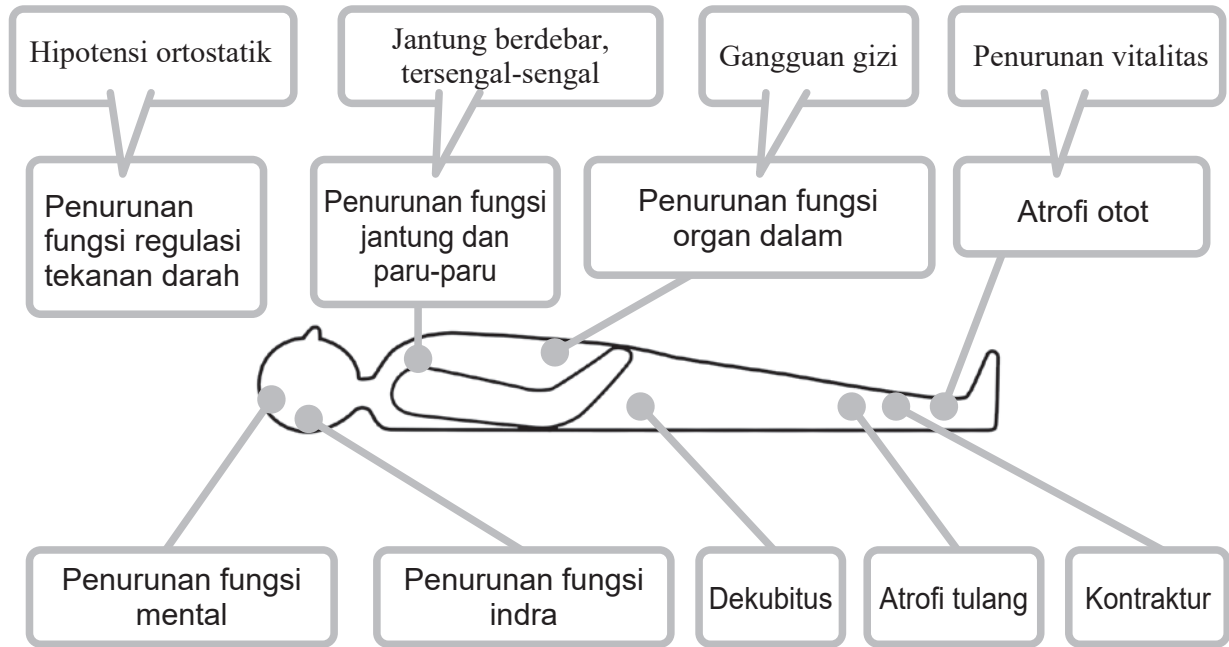 Hipotensi ortostatik
Jantung berdebar,
tersengal-sengal
Gangguan gizi
Penurunan vitalitas
Penurunan
fungsi regulasi
tekanan darah
Penurunan fungsi
jantung dan
paru-paru
Penurunan fungsi
organ dalam
Atrofi otot
Penurunan fungsi
mental
Penurunan fungsi
indra
Dekubitus
Atrofi tulang
Kontraktur